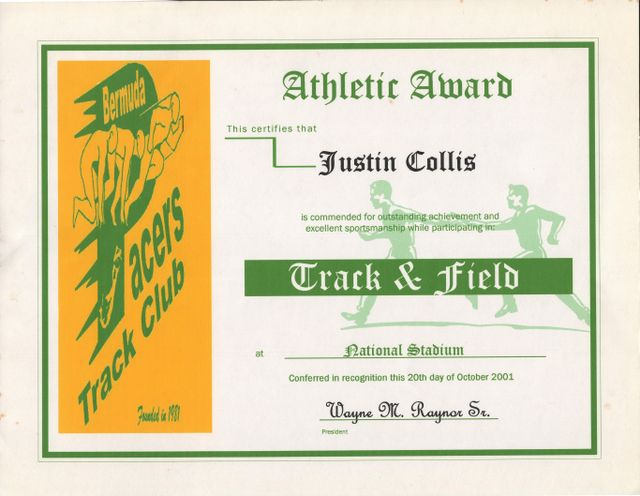 Bermuda
Pacers
Track Club
Founded in 1981
Athletic Award
This certifies that
Justin Collis
is commended for outstanding achievement and
excellent sportsmanship while participating in:
Track & Field
at
National Stadium
Conferred in recognition this 20th day of October 2001
Wayne M. Raynor Sr.
President